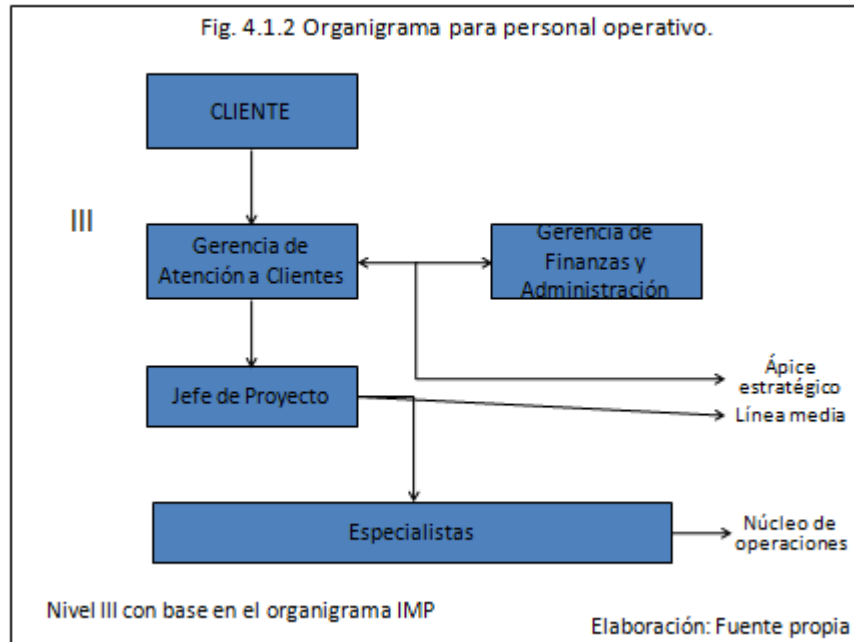 Fig. 4.1.2 Organigrama para personal operativo.
CLIENTE
III
Gerencia de
Atención a Clientes
Gerencia de
Finanzas y
Administración
Ápice
estratégico
Jefe de Proyecto
Línea media
Especialistas
Núcleo de
operaciones
Nivel III con base en el organigrama IMP
Elaboración: Fuente propia